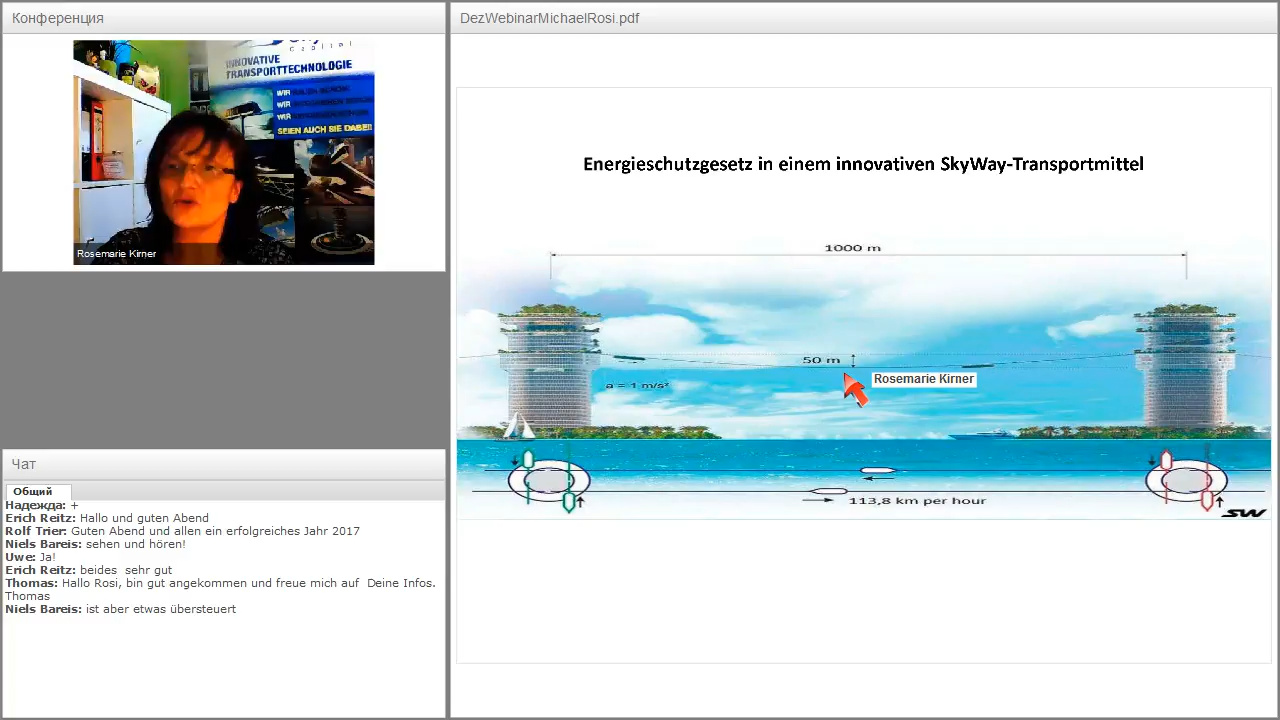 Конференция
Capital
INNOVATIVE
TRANSPORTTECHNOLOGIE
WIR
WIR
WIR
SEIEN AUCH SIE DABEI!
Rosemarie Kirner
Чат
Общий
Надежда: +
Erich Reitz: Hallo und guten Abend
Rolf Trier: Guten Abend und allen ein erfolgreiches Jahr 2017
Niels Bareis: sehen und hören!
Uwe: Ja!
Erich Reitz: beides  sehr gut
Thomas: Hallo Rosi, bin gut angekommen und freue mich auf  Deine Infos.
Thomas
Niels Bareis: ist aber etwas übersteuert
DezWebinarMichaelRosi.pdf
Energieschutzgesetz in einem innovativen SkyWay-Transportmittel
1000 m
50 m
a = 1 m/s²
Rosemarie Kirner
113,8 km per hour
SW